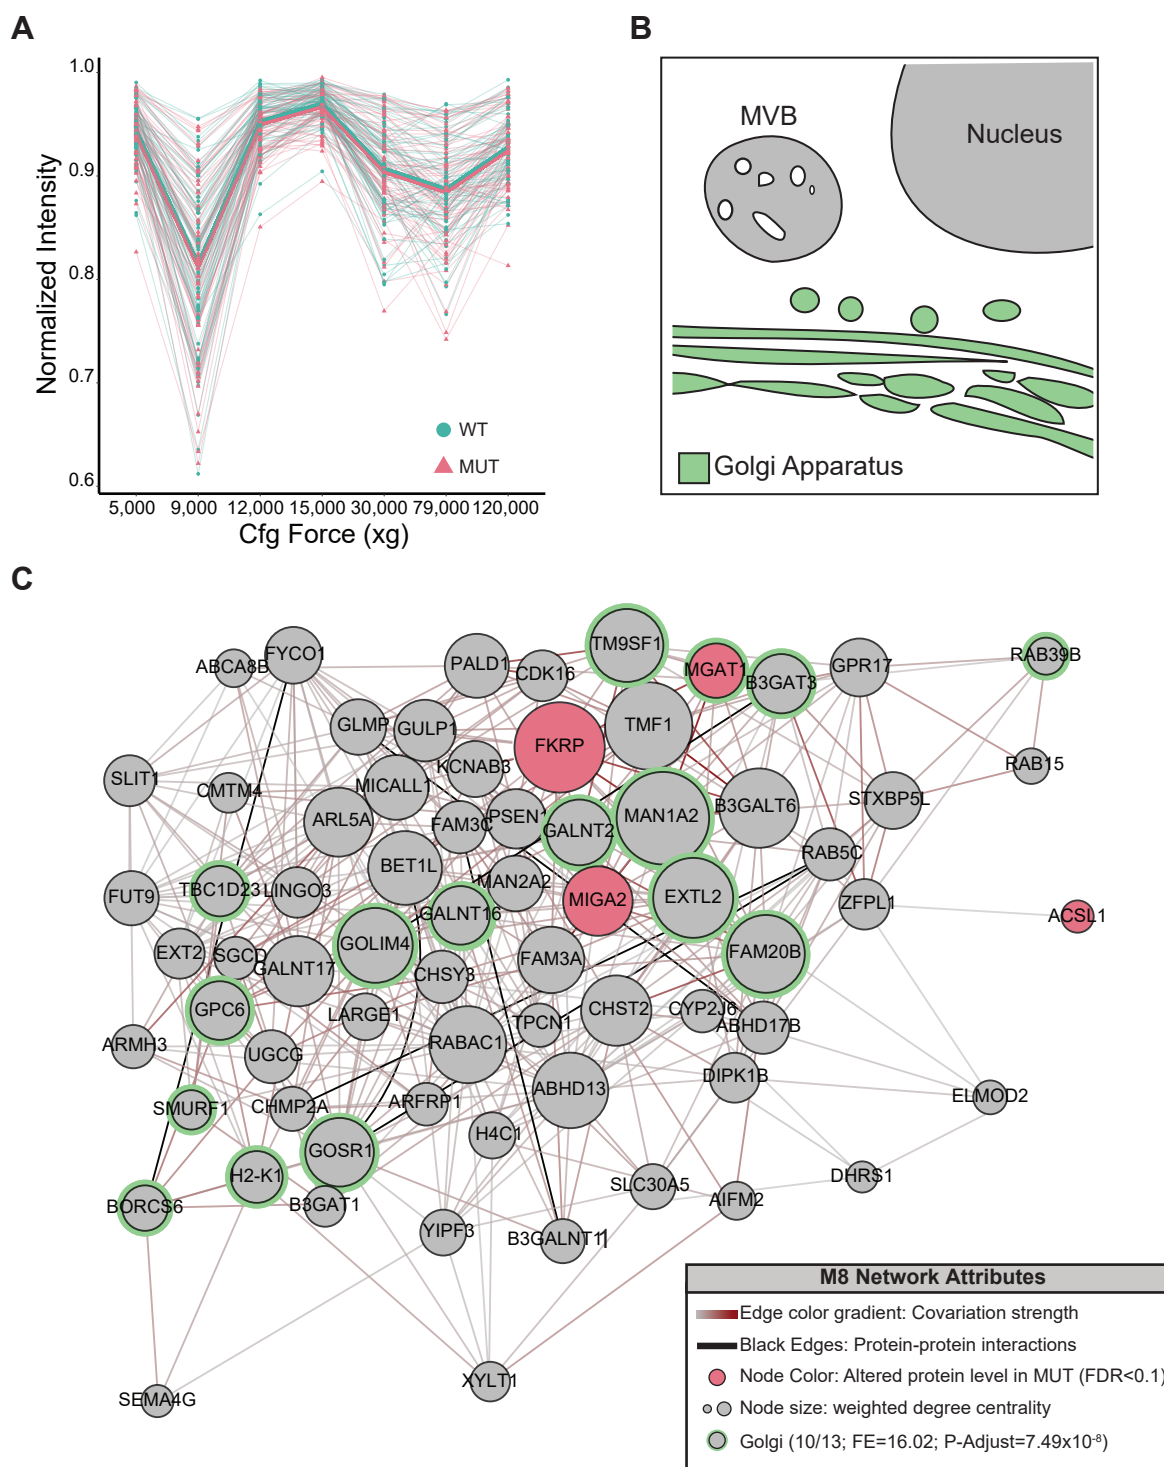 A
1.0
0.9
0.8
0.7
0.6
Normalized Intensity
WT
MUT
5,000 9,000 12,000 15,000 30,000 79,000 120,000
Cfg Force (xg)
B
MVB
Nucleus
Golgi Apparatus
C
TM9SF1
ABCA8B
FYCO1
PALD1
CDK16
MGAT1
B3GAT3
GPR17
RAB39B
GLMP
GULP1
FKRP
TMF1
SLIT1
CMTM4
MICALL1
KCNAB3
RAB15
ARL5A
FAM3C
PSEN1
GALNT2
MAN1A2
B3GALT6
STXBP5L
BET1L
RAB5C
FUT9
TBC1D23
LINGO3
MAN2A2
GALNT16
MIGA2
EXTL2
ZFPL1
ACSL1
EXT2
SGCD
GALNT17
GOLIM4
CHSY3
FAM3A
FAM20B
GPC6
LARGE1
TPCN1
CHST2
CYP2J6
ABHD17B
ARMH3
UGCG
RABAC1
DIPK1B
SMURF1
CHMP2A
ARFRP1
ABHD13
ELMOD2
GOSR1
H4C1
H2-K1
SLC30A5
DHRS1
BORCS6
B3GAT1
AIFM2
YIPF3
B3GALNT1
SEMA4G
XYLT1
M8 Network Attributes
Edge color gradient: Covariation strength
Black Edges: Protein-protein interactions
Node Color: Altered protein level in MUT (FDR<0.1)
Node size: weighted degree centrality
Golgi (10/13; FE=16.02; P-Adjust=7.49x10⁻⁸)